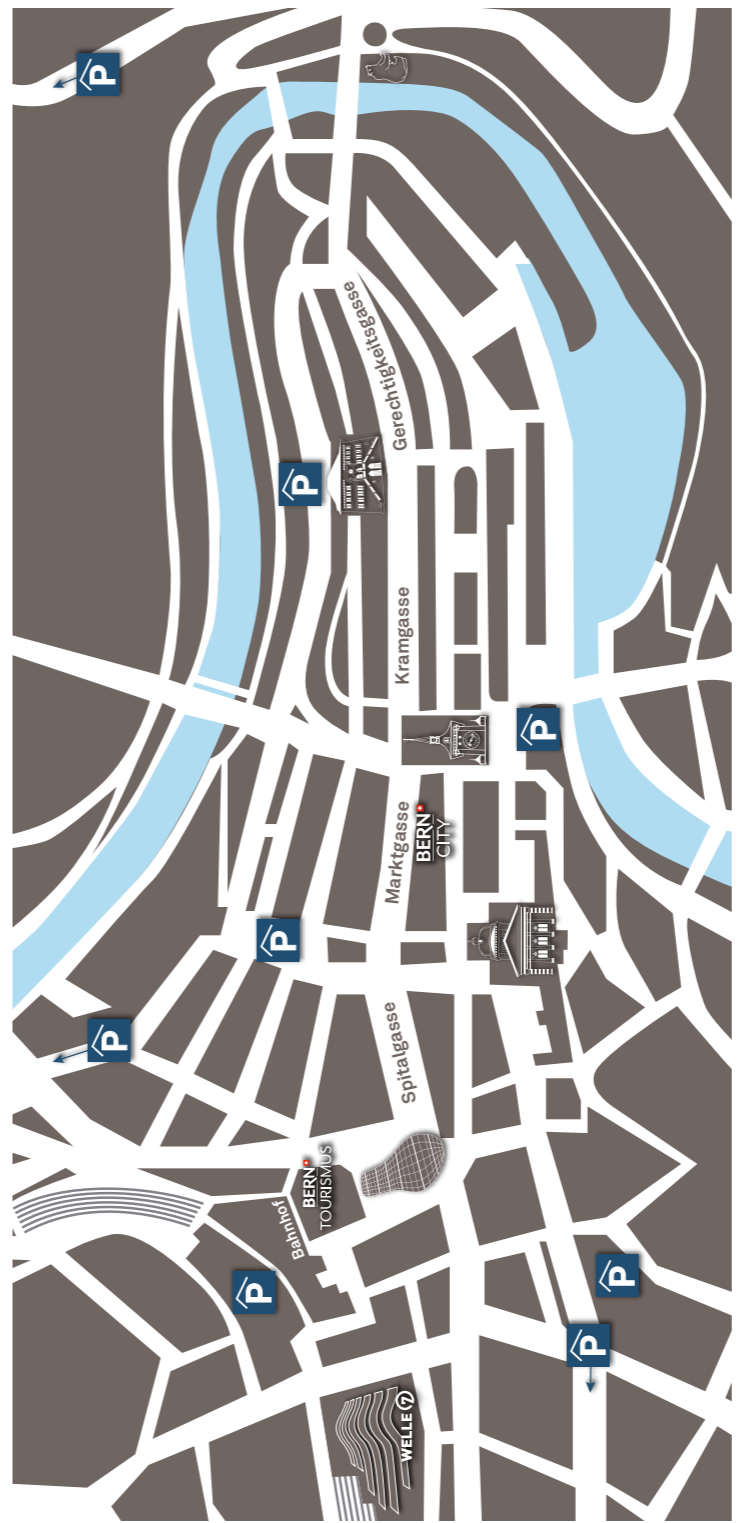 P
Gerechtigkeitsgasse
P
Kramgasse
P
Marktgasse
BERN
CITY
P
Spitalgasse
P
BERN
TOURISMUS
Bahnhof
P
P
P
WELLE 7